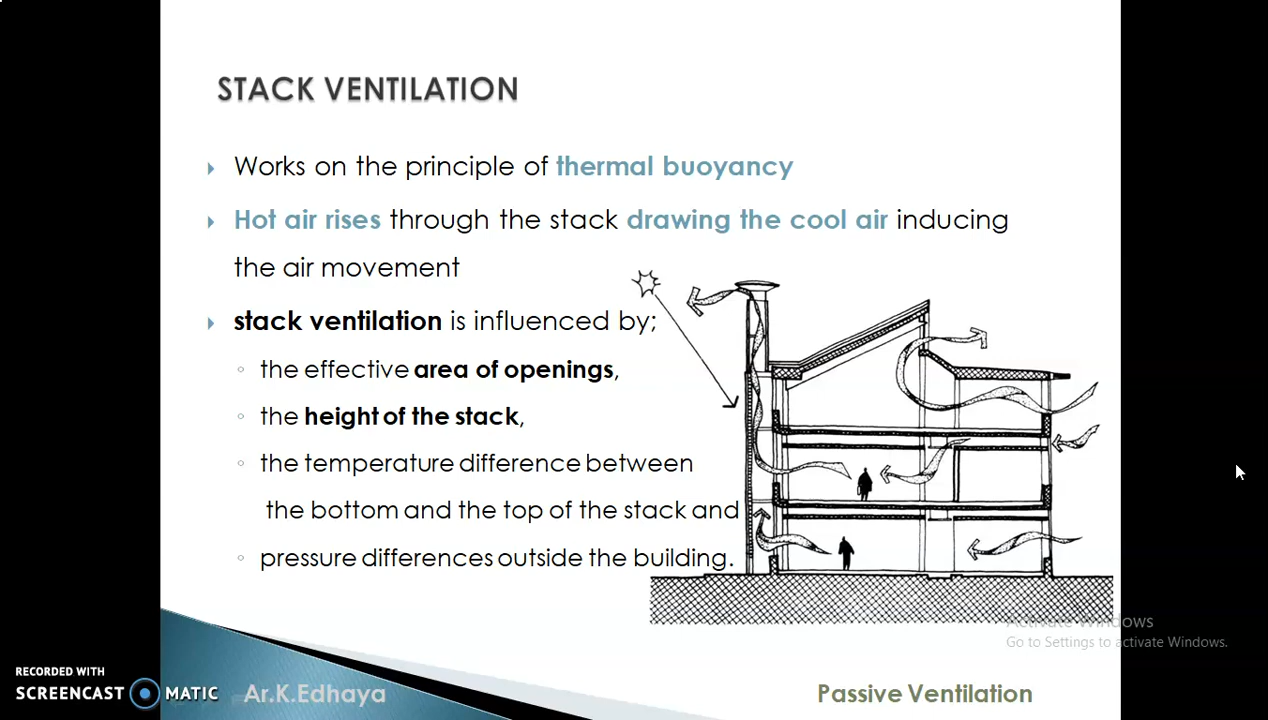 STACK VENTILATION
Works on the principle of thermal buoyancy
Hot air rises through the stack drawing the cool air inducing
the air movement
stack ventilation is influenced by;
the effective area of openings,
the height of the stack,
the temperature difference between
the bottom and the top of the stack and
pressure differences outside the building.
Activate Windows
Go to Settings to activate Windows.
RECORDED WITH
SCREENCAST MATIC
Ar.K.Edhaya
Passive Ventilation